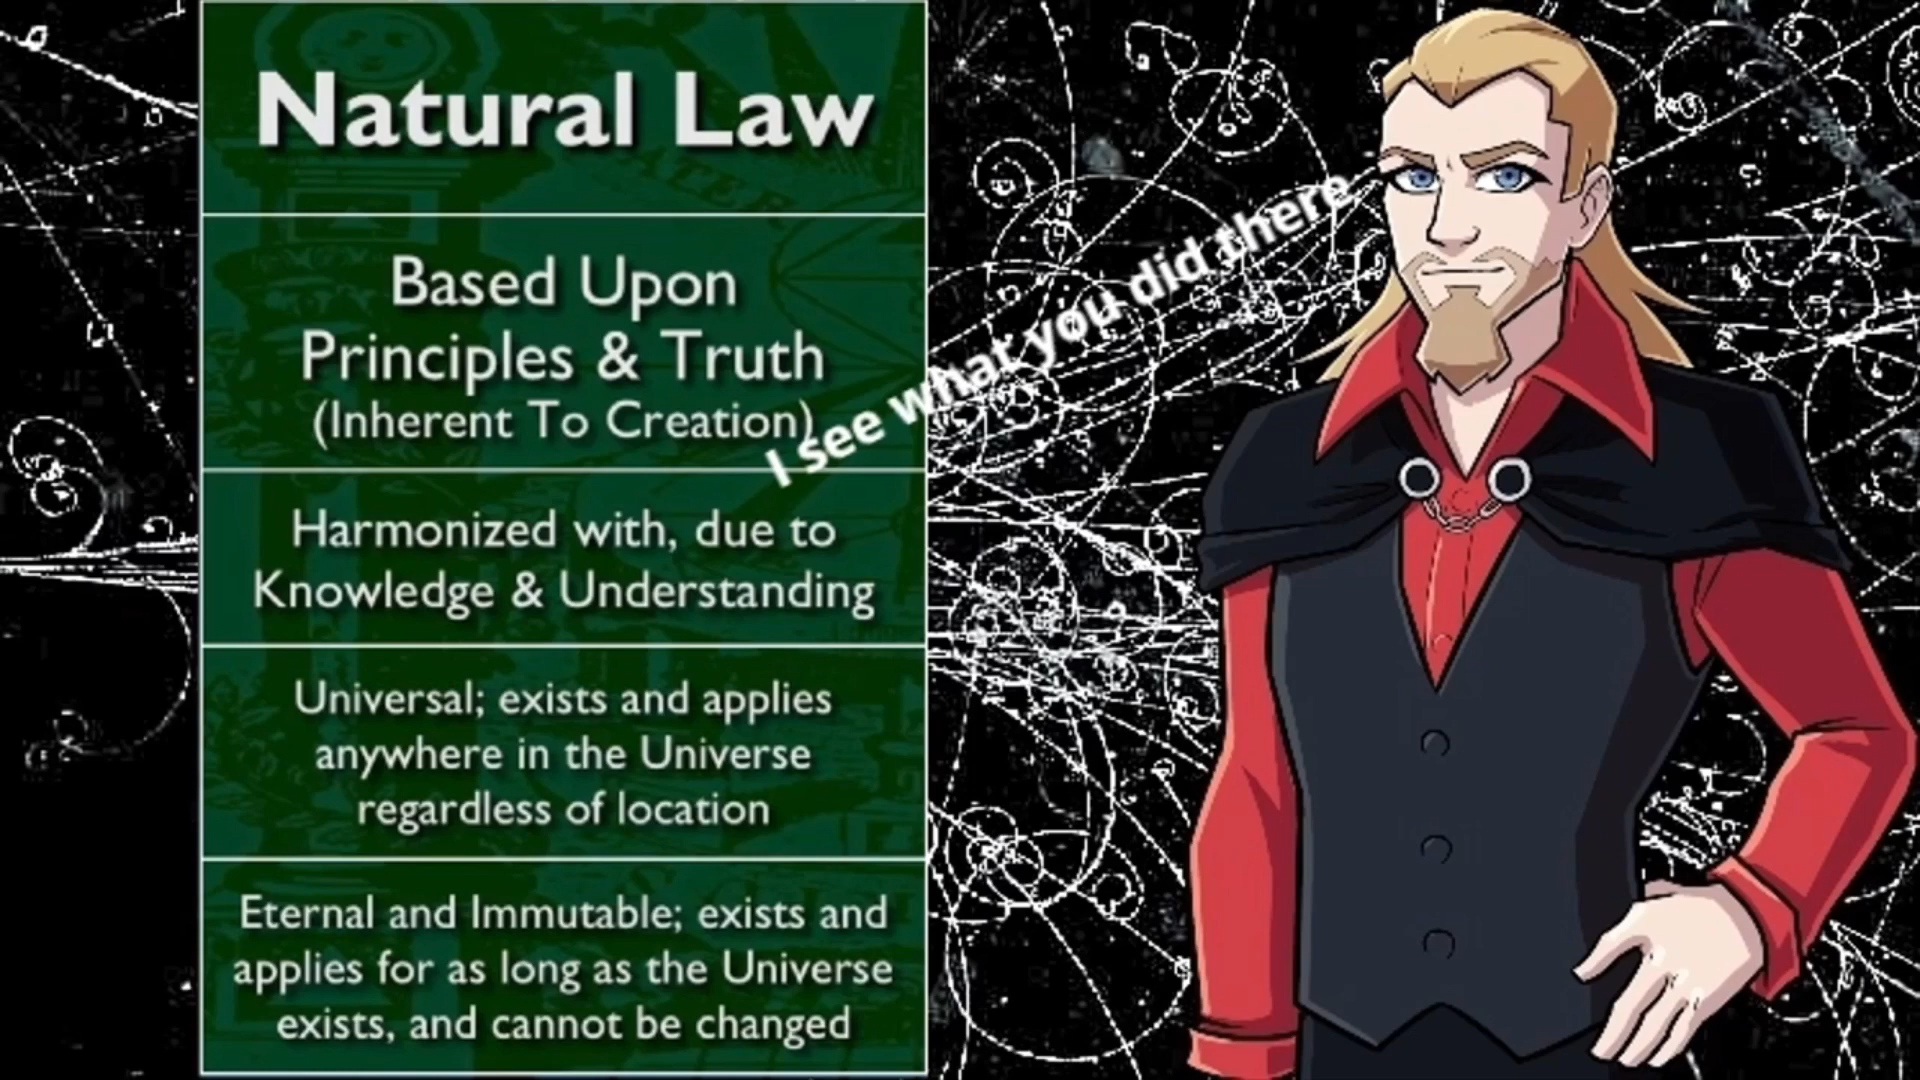 Natural Law
Based Upon
Principles & Truth
(Inherent To Creation)
I see what you did there
Harmonized with, due to
Knowledge & Understanding
Universal; exists and applies
anywhere in the Universe
regardless of location
Eternal and Immutable; exists and
applies for as long as the Universe
exists, and cannot be changed